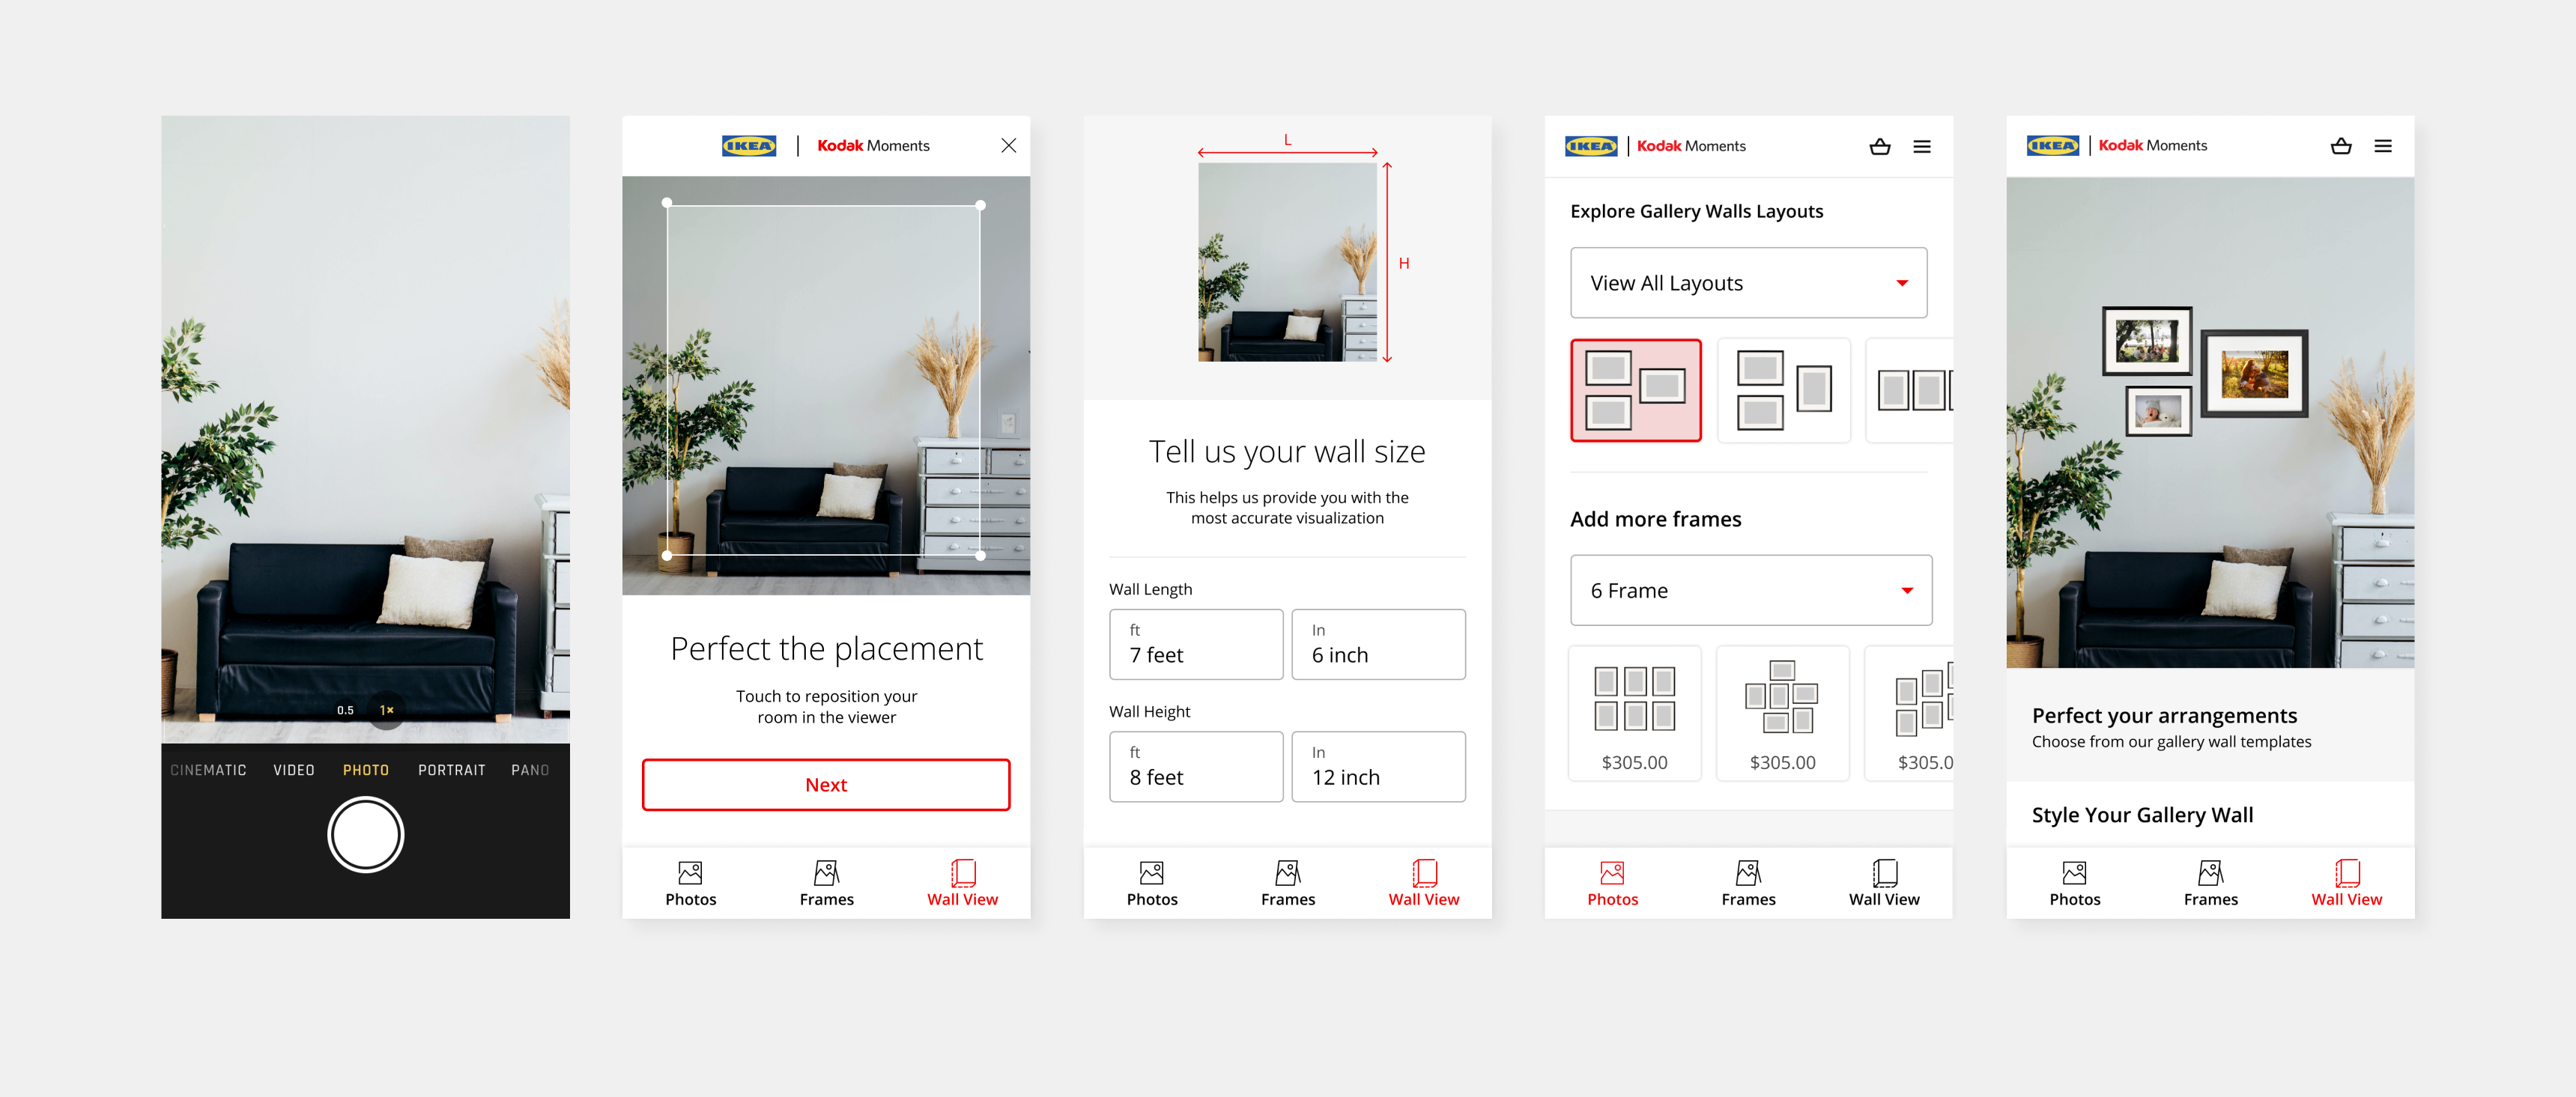 0.5 1×
CINEMATIC VIDEO PHOTO PORTRAIT PANO
IKEA | Kodak Moments
Perfect the placement
Touch to reposition your
room in the viewer
Next
Photos Frames Wall View
L
H
Tell us your wall size
This helps us provide you with the
most accurate visualization
Wall Length
ft In
7 feet 6 inch
Wall Height
ft In
8 feet 12 inch
Photos Frames Wall View
IKEA | Kodak Moments
Explore Gallery Walls Layouts
View All Layouts
Add more frames
6 Frame
$305.00 $305.00 $305.0
Photos Frames Wall View
IKEA | Kodak Moments
Perfect your arrangements
Choose from our gallery wall templates
Style Your Gallery Wall
Photos Frames Wall View